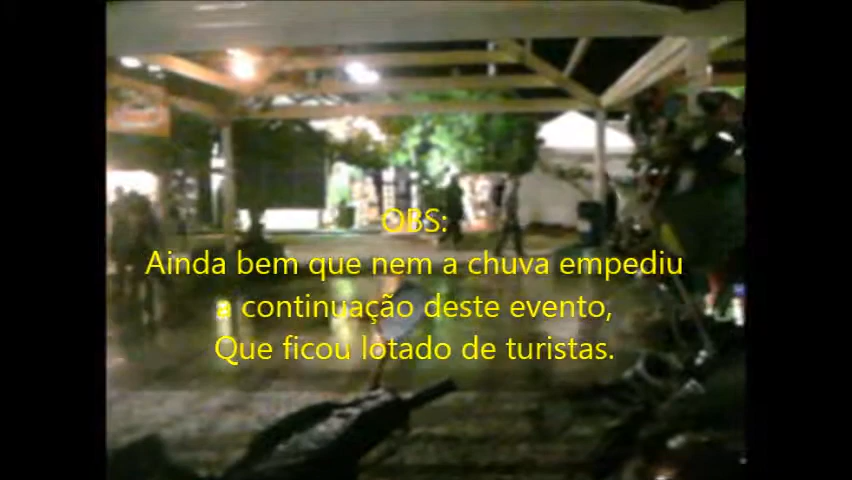 OBS:
Ainda bem que nem a chuva empediu
a continuação deste evento,
Que ficou lotado de turistas.